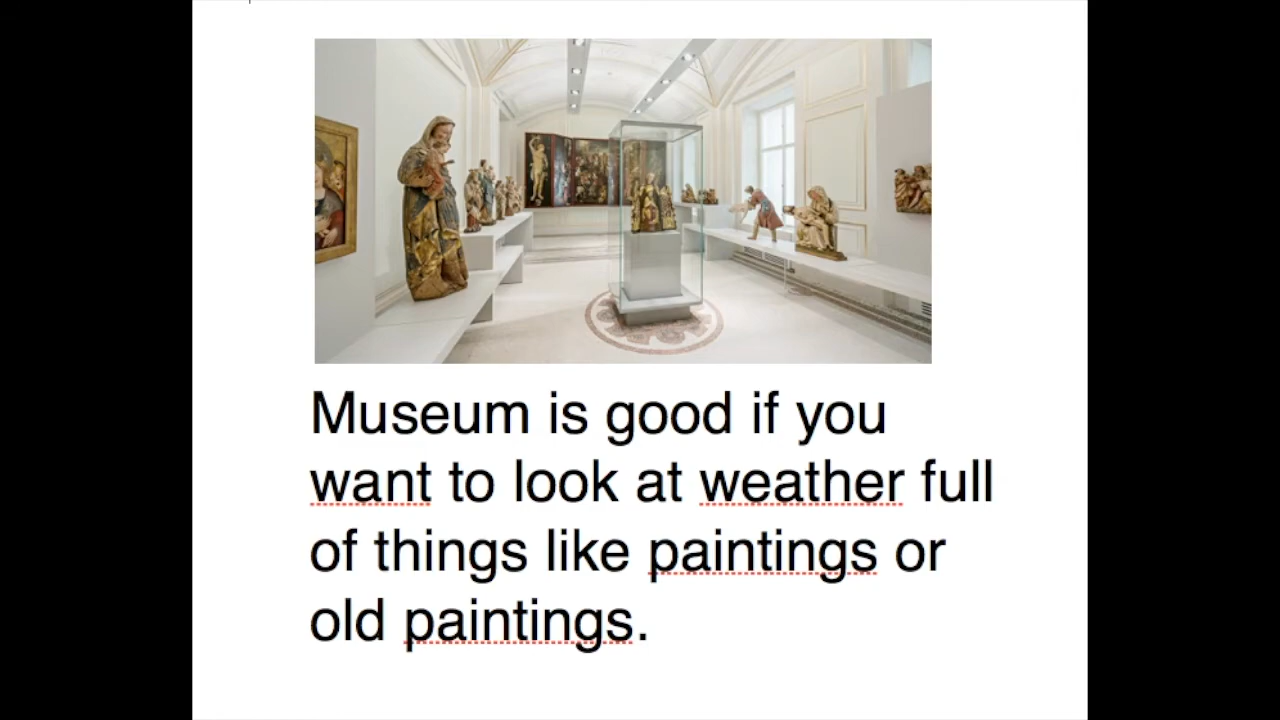 Museum is good if you
want to look at weather full
of things like paintings or
old paintings.